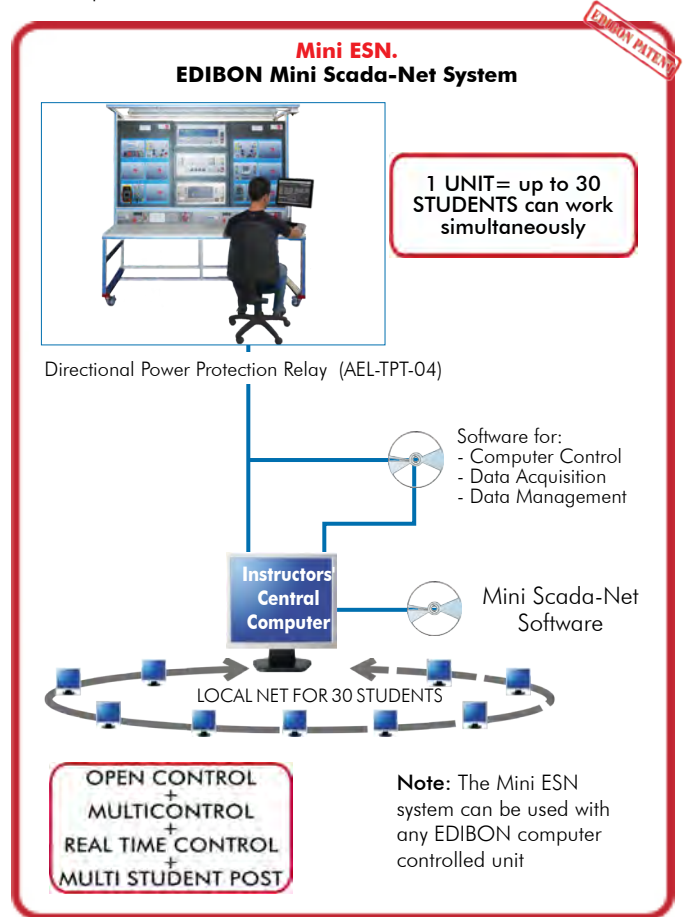 EDIBON PATENT
Mini ESN.
EDIBON Mini Scada-Net System
1 UNIT= up to 30
STUDENTS can work
simultaneously
Directional Power Protection Relay (AEL-TPT-04)
Software for:
- Computer Control
- Data Acquisition
- Data Management
Instructors'
Central
Computer
Mini Scada-Net
Software
LOCAL NET FOR 30 STUDENTS
OPEN CONTROL
+
MULTICONTROL
+
REAL TIME CONTROL
+
MULTI STUDENT POST
Note: The Mini ESN
system can be used with
any EDIBON computer
controlled unit